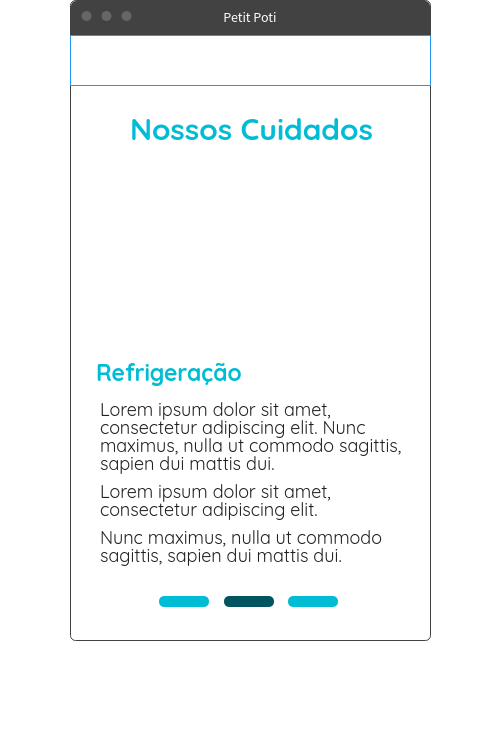 Petit Poti
Nossos Cuidados
Refrigeração
Lorem ipsum dolor sit amet,
consectetur adipiscing elit. Nunc
maximus, nulla ut commodo sagittis,
sapien dui mattis dui.
Lorem ipsum dolor sit amet,
consectetur adipiscing elit.
Nunc maximus, nulla ut commodo
sagittis, sapien dui mattis dui.